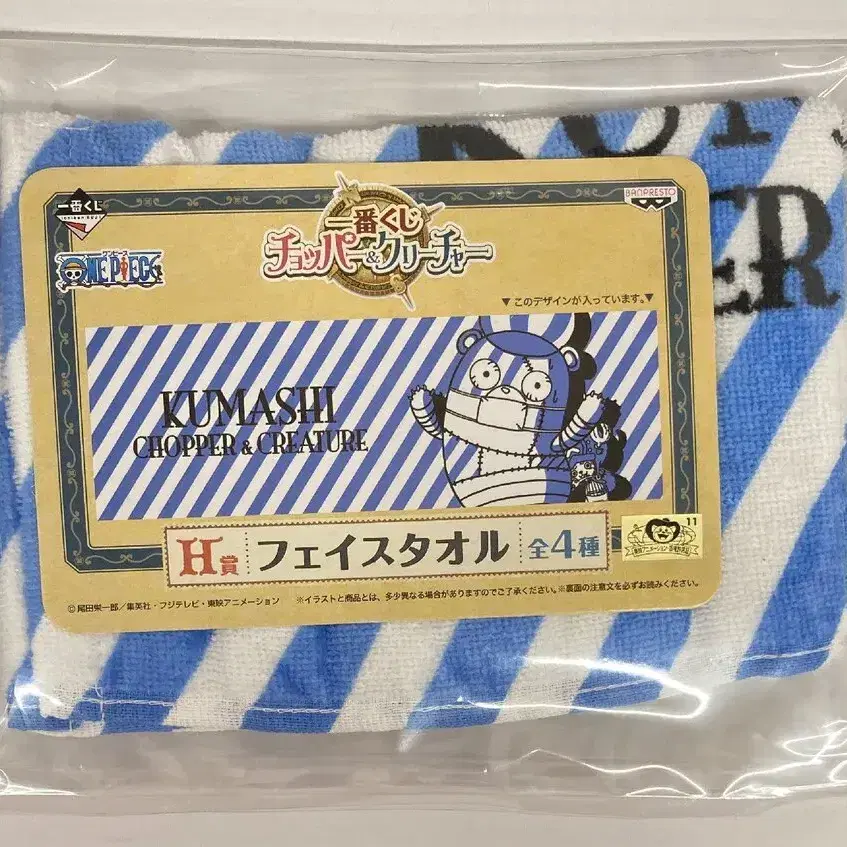 一番くじ
ONE PIECE
一番くじ
チョッパー&クリーチャー
BANPRESTO
▼このデザインが入っています。▼
KUMASHI
CHOPPER & CREATURE
H賞 フェイスタオル 全4種
11
©尾田栄一郎/集英社・フジテレビ・東映アニメーション
※イラストと商品とは、多少異なる場合がありますのでご了承ください。※裏面の注意文を必ずお読みください。
ER